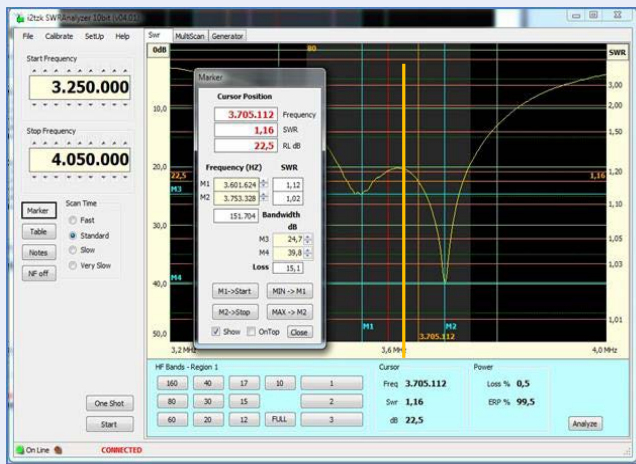 i2tzk SWRAnalyzer 10bit (v04.01)
File Calibrate SetUp Help
Swr MultiScan Generator
Start Frequency
3.250.000
Stop Frequency
4.050.000
Marker
Table
Notes
NF off
Scan Time
Fast
Standard
Slow
Very Slow
One Shot
Start
0dB
10,0
20,0
30,0
40,0
50,0
80
22,5
M3
M4
Marker
Cursor Position
3.705.112 Frequency
1,16 SWR
22,5 RL dB
Frequency (HZ) SWR
M1 3.601.624 1,12
M2 3.753.328 1,02
151.704 Bandwidth
dB
M3 24,7
M4 39,8
Loss 15,1
M1->Start MIN -> M1
M2->Stop MAX -> M2
Show OnTop Close
M1
M2
3.705.112
SWR
3,00
2,00
1,50
1,20
1,16
1,10
1,05
1,03
1,01
3,2 MHz 3,6 MHz 4,0 MHz
HF Bands - Region 1
160 40 17 10 1
80 30 15 2
60 20 12 FULL 3
Cursor
Freq 3.705.112
Swr 1,16
dB 22,5
Power
Loss % 0,5
ERP % 99,5
Analyze
On Line CONNECTED